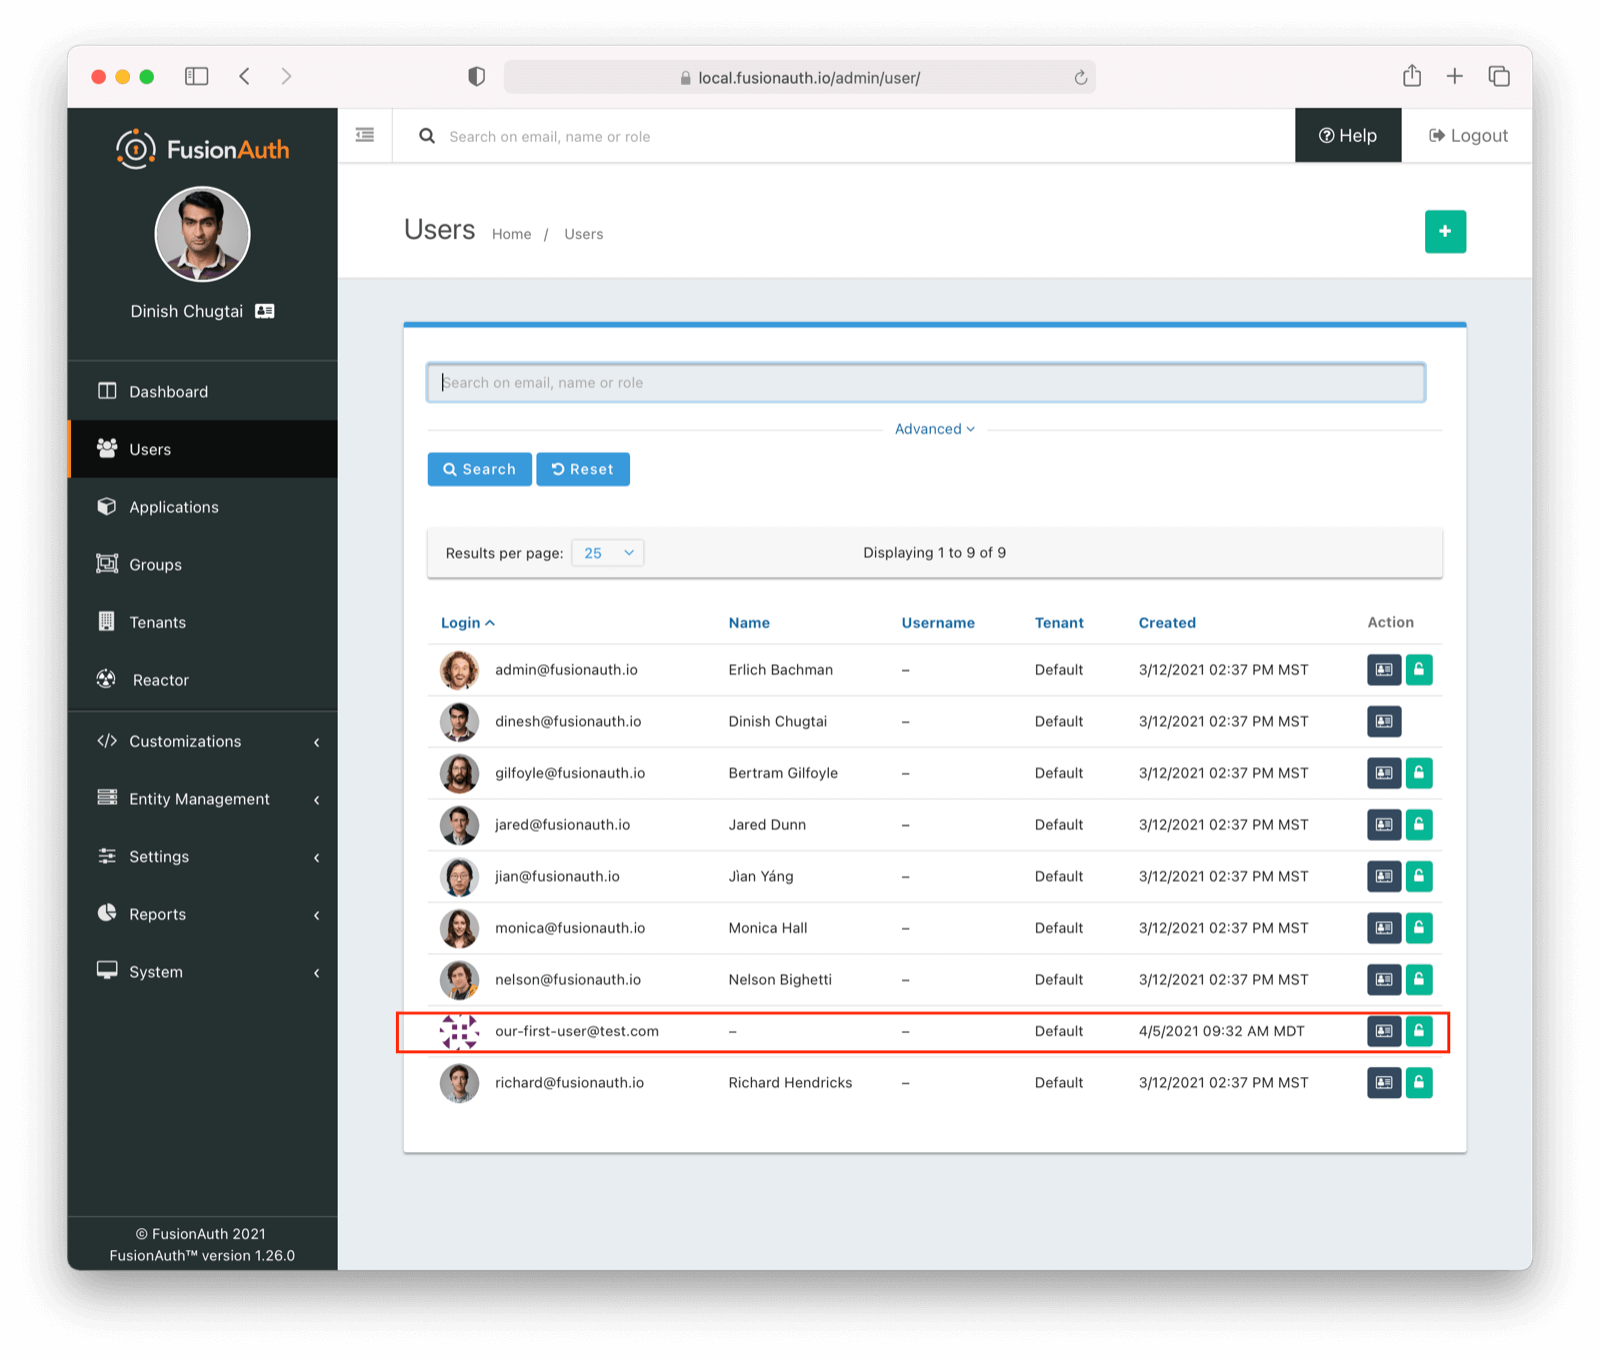 local.fusionauth.io/admin/user/
FusionAuth
Search on email, name or role
Help
Logout
Dinish Chugtai
Dashboard
Users
Applications
Groups
Tenants
Reactor
Customizations
Entity Management
Settings
Reports
System
© FusionAuth 2021
FusionAuth™ version 1.26.0
Users Home / Users
Search on email, name or role
Advanced
Search Reset
Results per page: 25 Displaying 1 to 9 of 9
Login Name Username Tenant Created Action
admin@fusionauth.io Erlich Bachman – Default 3/12/2021 02:37 PM MST
dinesh@fusionauth.io Dinish Chugtai – Default 3/12/2021 02:37 PM MST
gilfoyle@fusionauth.io Bertram Gilfoyle – Default 3/12/2021 02:37 PM MST
jared@fusionauth.io Jared Dunn – Default 3/12/2021 02:37 PM MST
jian@fusionauth.io Jìan Yáng – Default 3/12/2021 02:37 PM MST
monica@fusionauth.io Monica Hall – Default 3/12/2021 02:37 PM MST
nelson@fusionauth.io Nelson Bighetti – Default 3/12/2021 02:37 PM MST
our-first-user@test.com – – Default 4/5/2021 09:32 AM MDT
richard@fusionauth.io Richard Hendricks – Default 3/12/2021 02:37 PM MST